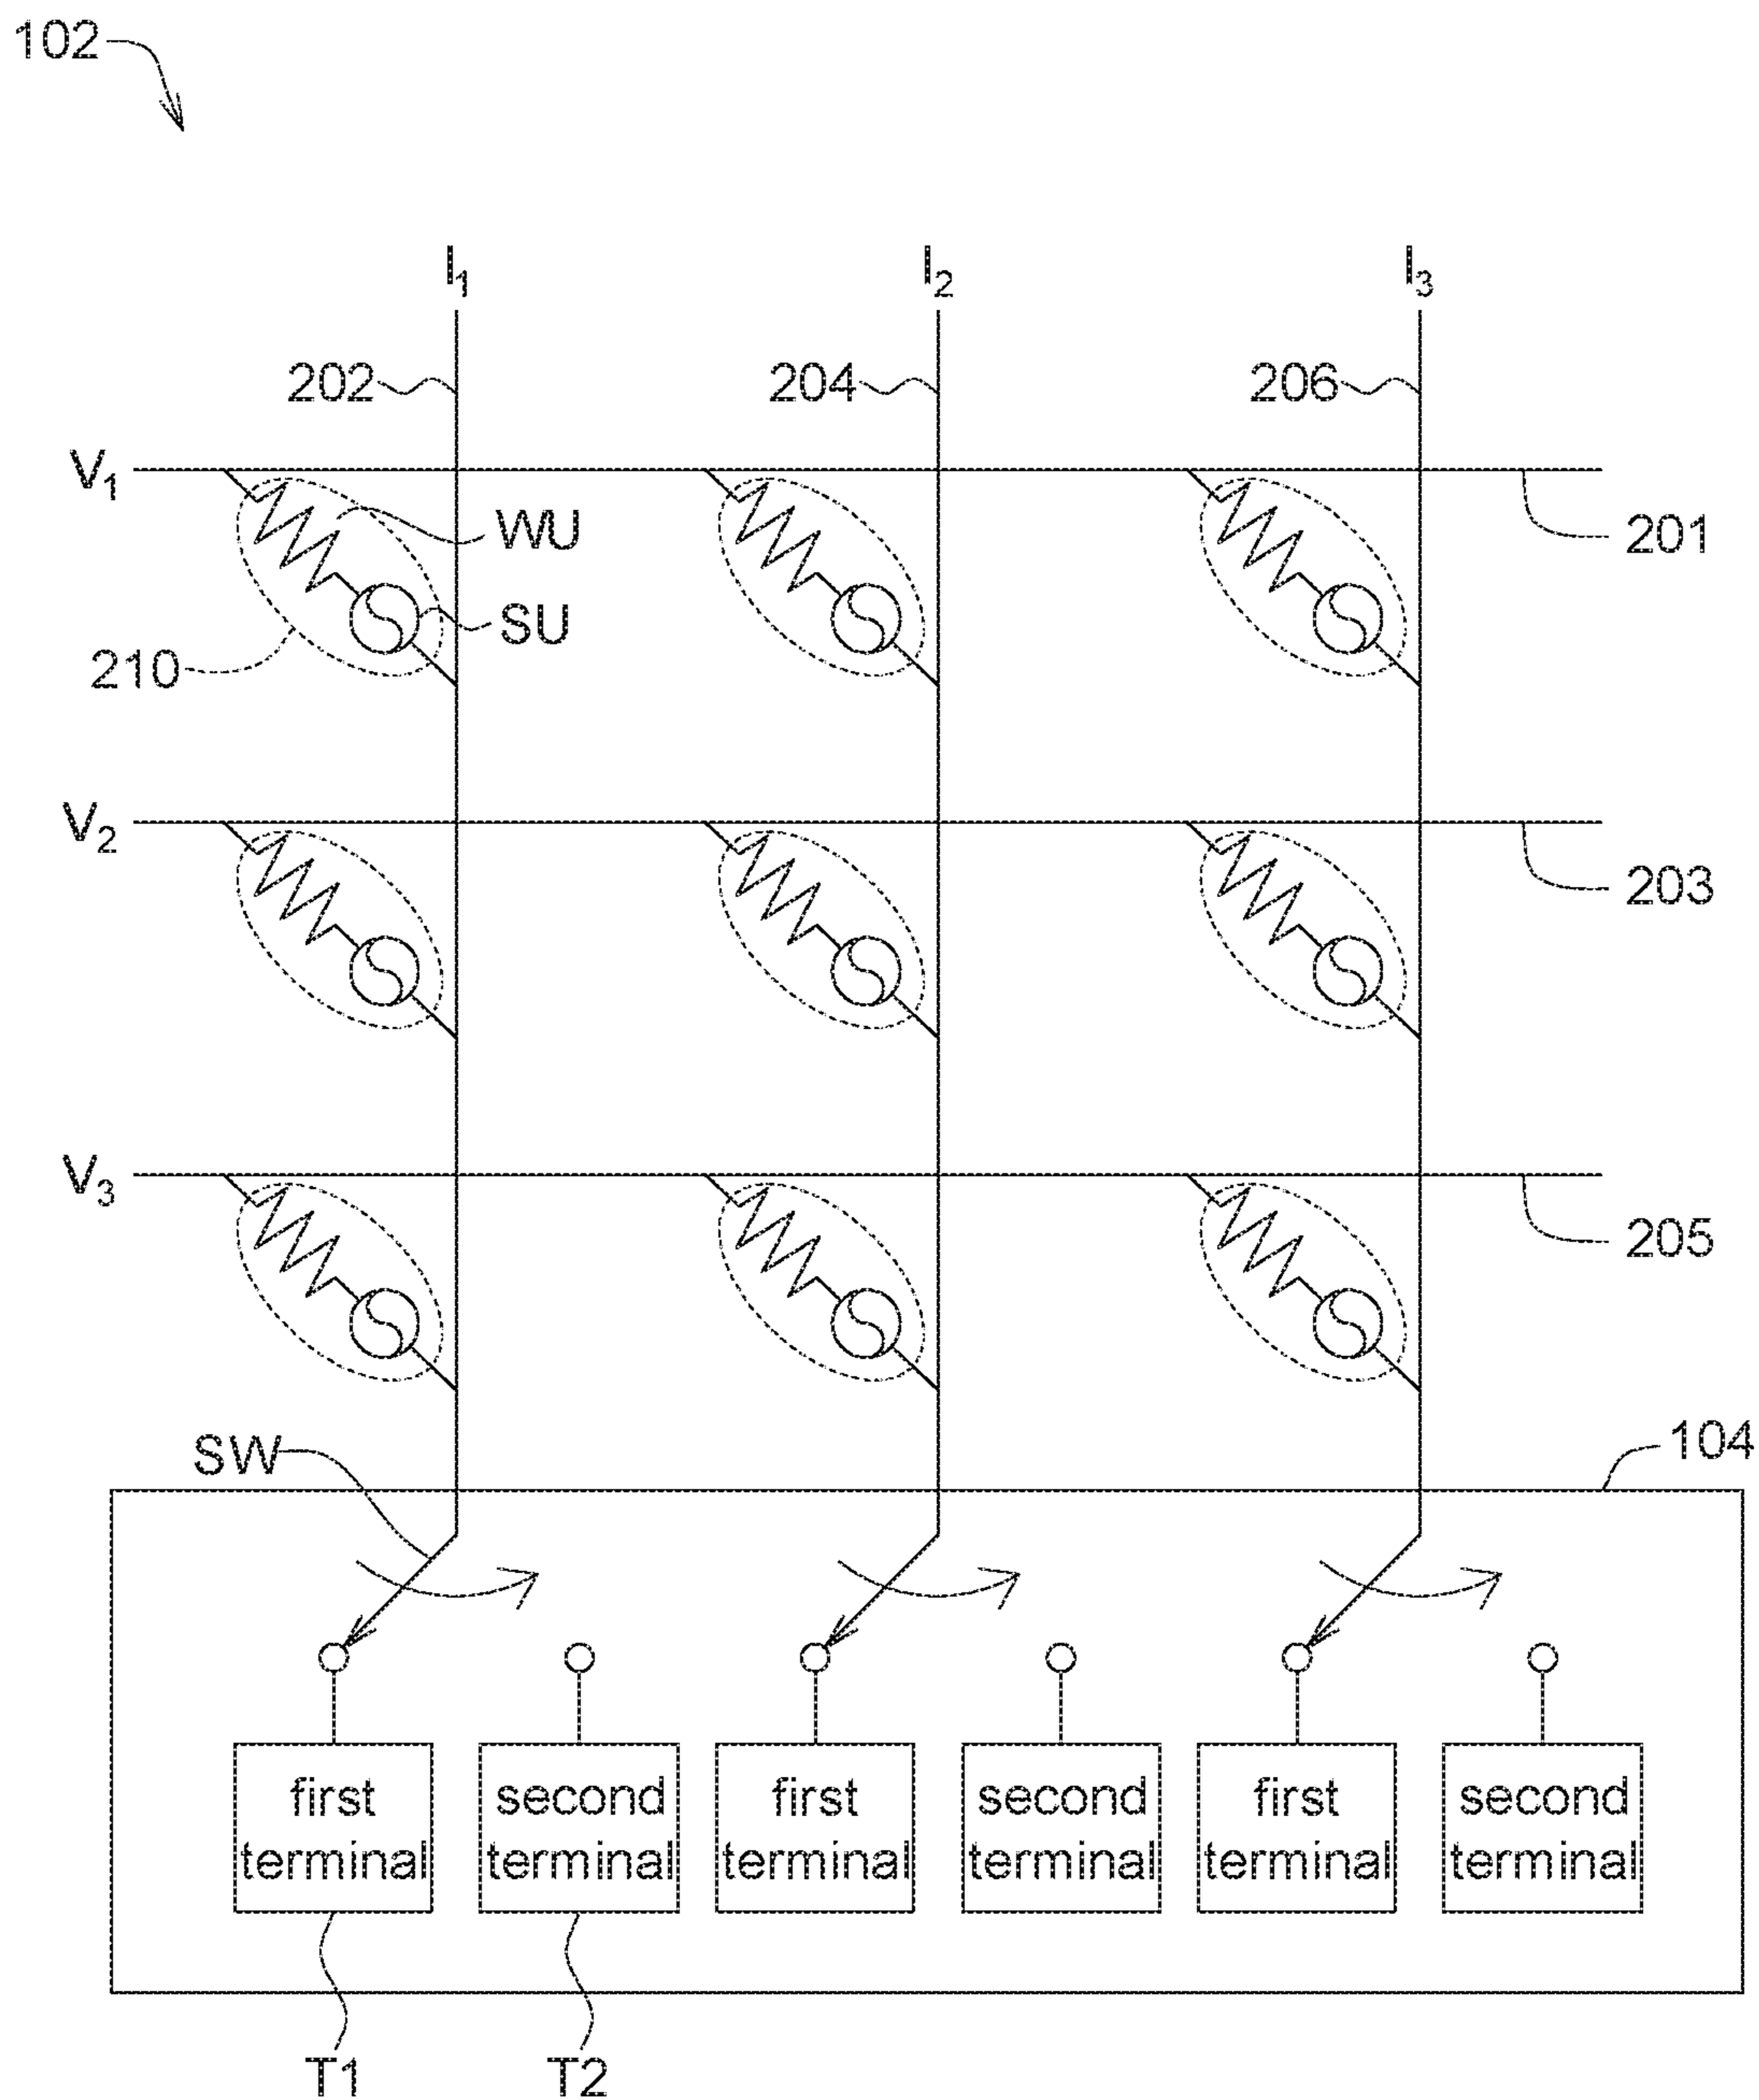 102
I₁ I₂ I₃
202 204 206
V₁
WU
201
SU
210
V₂
203
V₃
205
SW
104
first terminal
second terminal
first terminal
second terminal
first terminal
second terminal
T1 T2